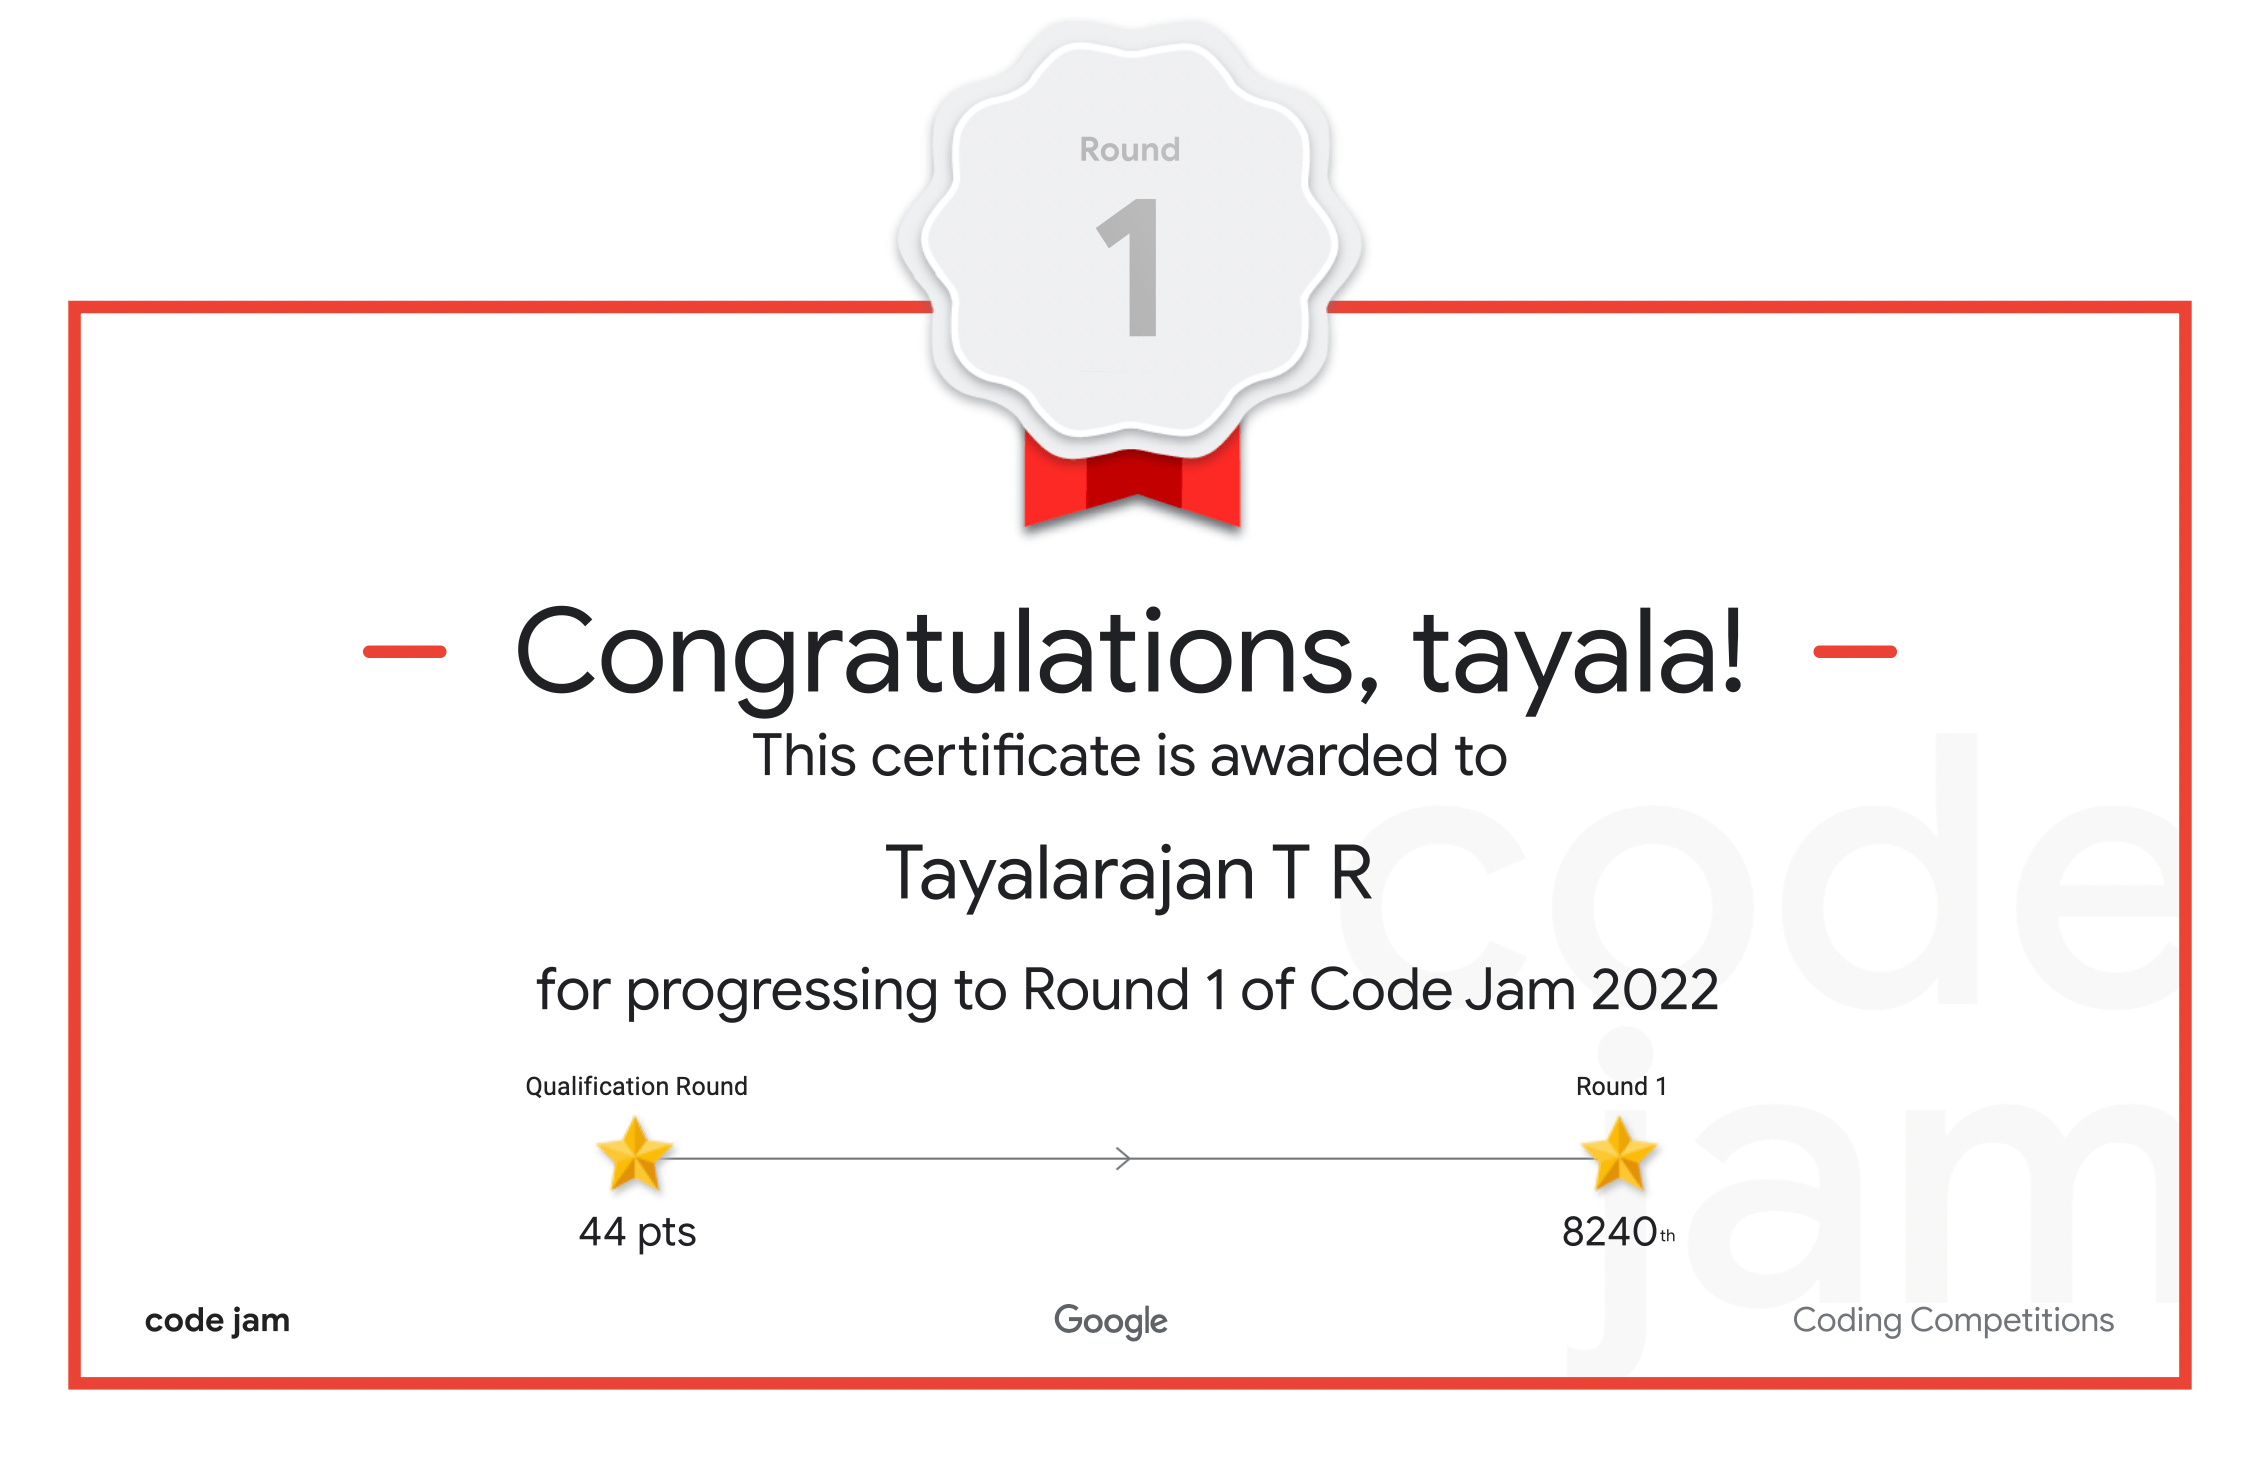 Round
1
Congratulations, tayala!
This certificate is awarded to
Tayalarajan T R
for progressing to Round 1 of Code Jam 2022
Qualification Round
Round 1
44 pts
8240th
code jam
Google
Coding Competitions
code
jam